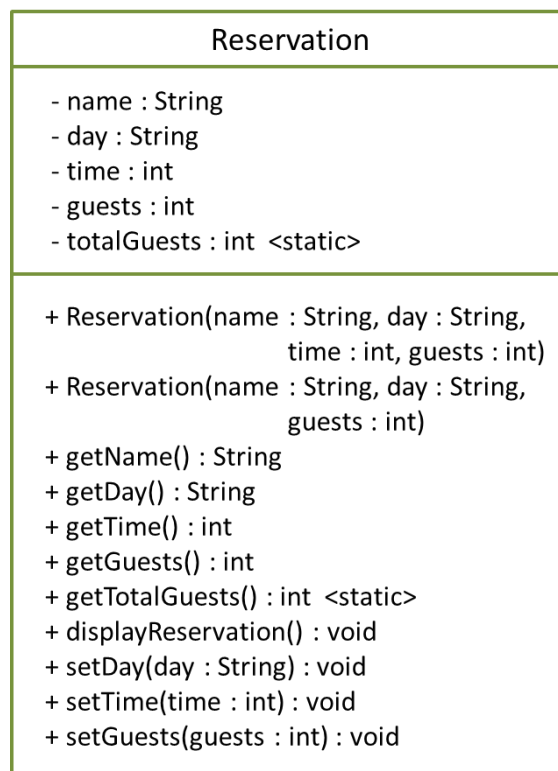 Reservation
- name : String
- day : String
- time : int
- guests : int
- totalGuests : int <static>
+ Reservation(name : String, day : String,
time : int, guests : int)
+ Reservation(name : String, day : String,
guests : int)
+ getName() : String
+ getDay() : String
+ getTime() : int
+ getGuests() : int
+ getTotalGuests() : int <static>
+ displayReservation() : void
+ setDay(day : String) : void
+ setTime(time : int) : void
+ setGuests(guests : int) : void